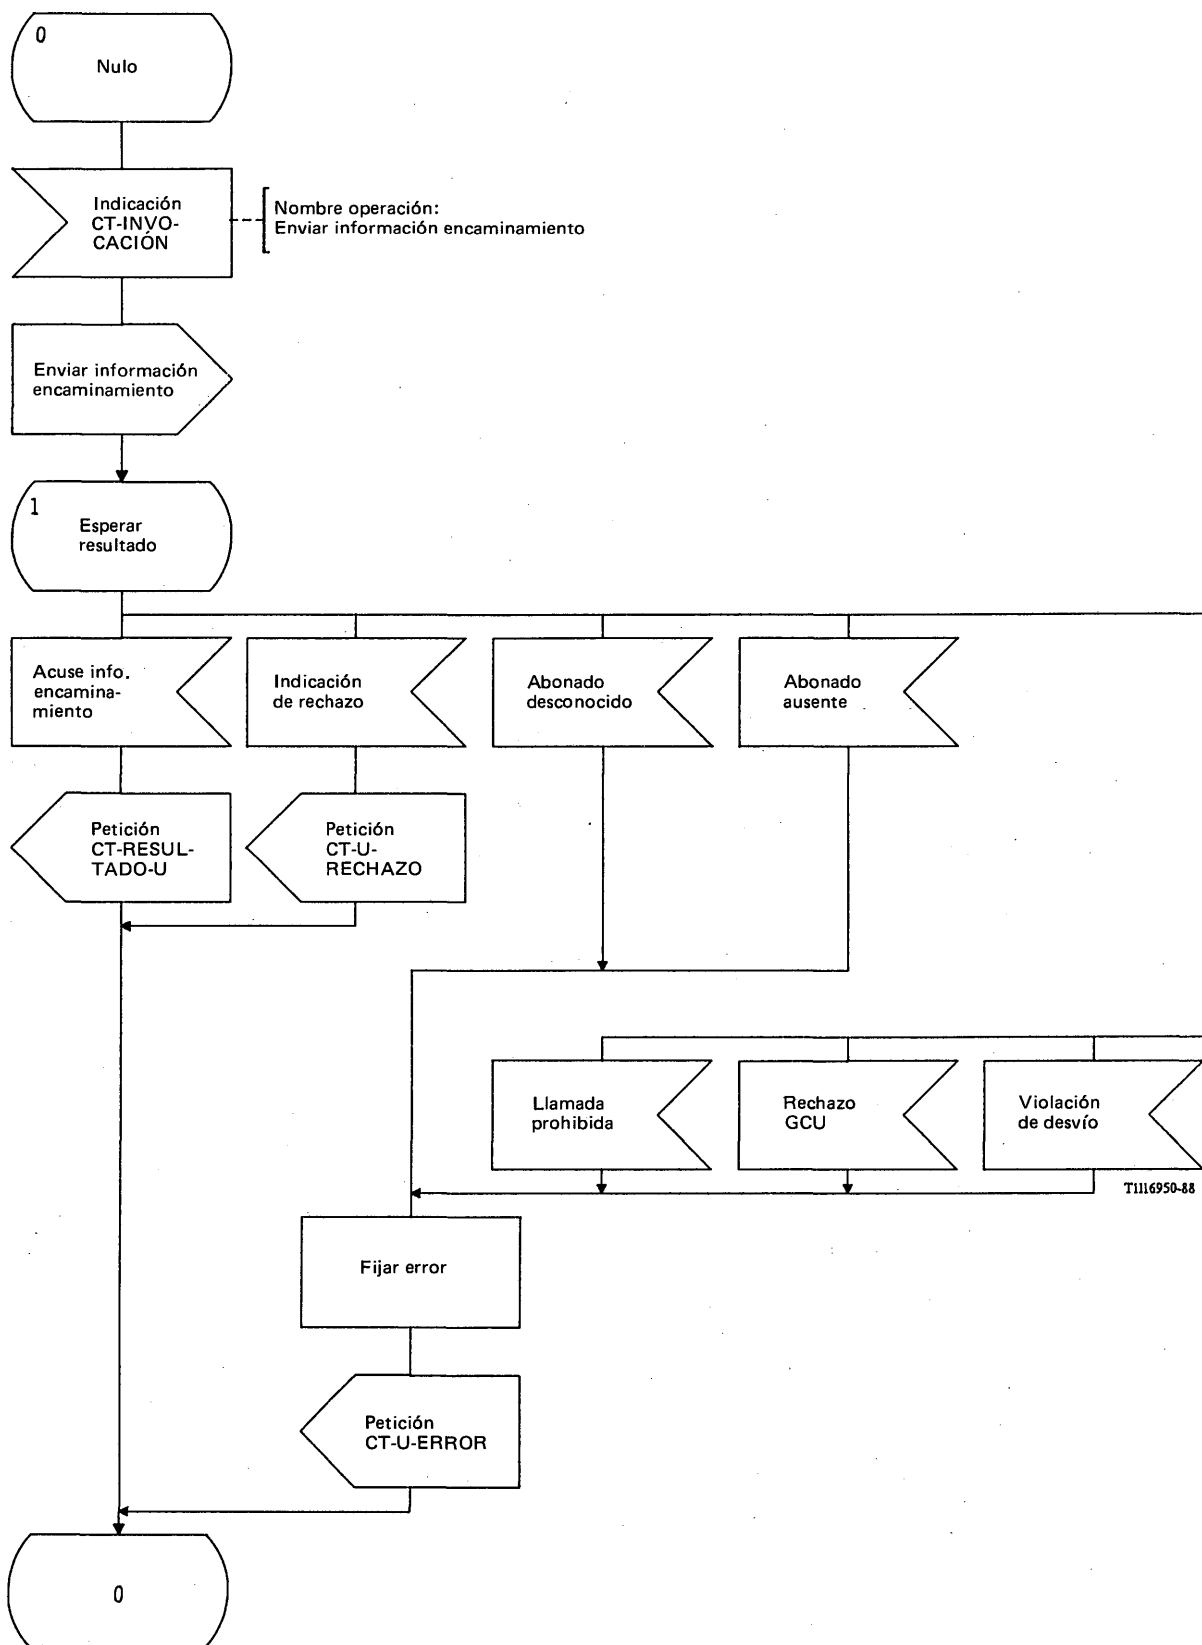 0
Nulo
Indicación
CT-INVO-
CACIÓN
Nombre operación:
Enviar información encaminamiento
Enviar información
encaminamiento
1
Esperar
resultado
Acuse info.
encamina-
miento
Indicación
de rechazo
Abonado
desconocido
Abonado
ausente
Petición
CT-RESUL-
TADO-U
Petición
CT-U-
RECHAZO
Llamada
prohibida
Rechazo
GCU
Violación
de desvío
T1116950-88
Fijar error
Petición
CT-U-ERROR
0